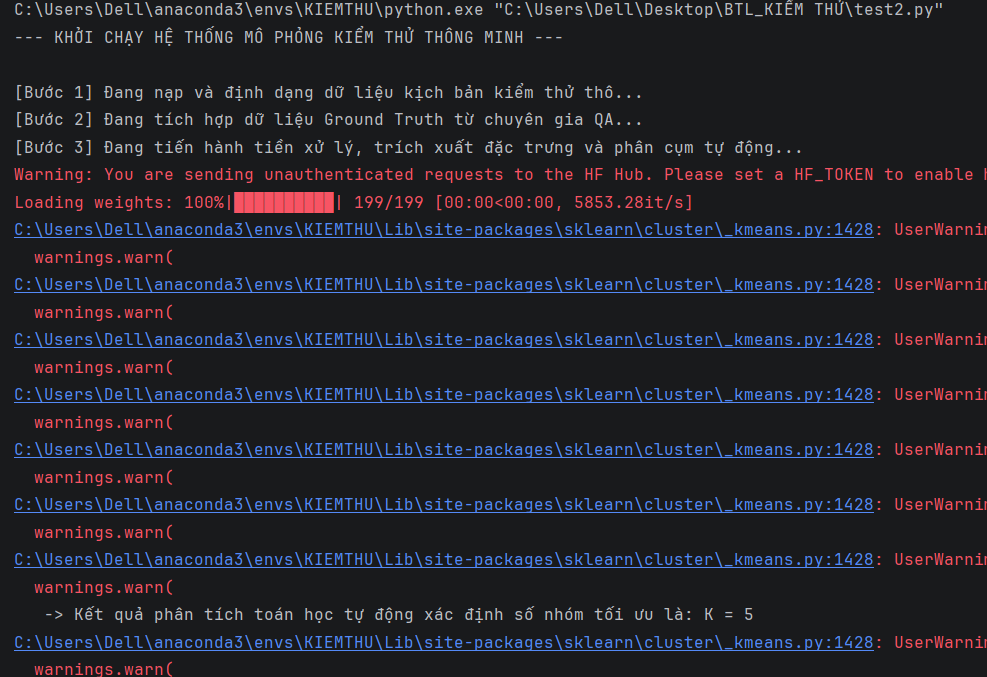 C:\Users\Dell\anaconda3\envs\KIEMTHU\python.exe "C:\Users\Dell\Desktop\BTL_KIỂM THỬ\test2.py"
--- KHỞI CHẠY HỆ THỐNG MÔ PHỎNG KIỂM THỬ THÔNG MINH ---
[Bước 1] Đang nạp và định dạng dữ liệu kịch bản kiểm thử thô...
[Bước 2] Đang tích hợp dữ liệu Ground Truth từ chuyên gia QA...
[Bước 3] Đang tiến hành tiền xử lý, trích xuất đặc trưng và phân cụm tự động...
Warning: You are sending unauthenticated requests to the HF Hub. Please set a HF_TOKEN to enable
Loading weights: 100%|██████████| 199/199 [00:00<00:00, 5853.28it/s]
C:\Users\Dell\anaconda3\envs\KIEMTHU\Lib\site-packages\sklearn\cluster\_kmeans.py:1428: UserWarnin
warnings.warn(
C:\Users\Dell\anaconda3\envs\KIEMTHU\Lib\site-packages\sklearn\cluster\_kmeans.py:1428: UserWarnin
warnings.warn(
C:\Users\Dell\anaconda3\envs\KIEMTHU\Lib\site-packages\sklearn\cluster\_kmeans.py:1428: UserWarnin
warnings.warn(
C:\Users\Dell\anaconda3\envs\KIEMTHU\Lib\site-packages\sklearn\cluster\_kmeans.py:1428: UserWarnin
warnings.warn(
C:\Users\Dell\anaconda3\envs\KIEMTHU\Lib\site-packages\sklearn\cluster\_kmeans.py:1428: UserWarnin
warnings.warn(
C:\Users\Dell\anaconda3\envs\KIEMTHU\Lib\site-packages\sklearn\cluster\_kmeans.py:1428: UserWarnin
warnings.warn(
C:\Users\Dell\anaconda3\envs\KIEMTHU\Lib\site-packages\sklearn\cluster\_kmeans.py:1428: UserWarnin
warnings.warn(
-> Kết quả phân tích toán học tự động xác định số nhóm tối ưu là: K = 5
C:\Users\Dell\anaconda3\envs\KIEMTHU\Lib\site-packages\sklearn\cluster\_kmeans.py:1428: UserWarnin
warnings.warn(